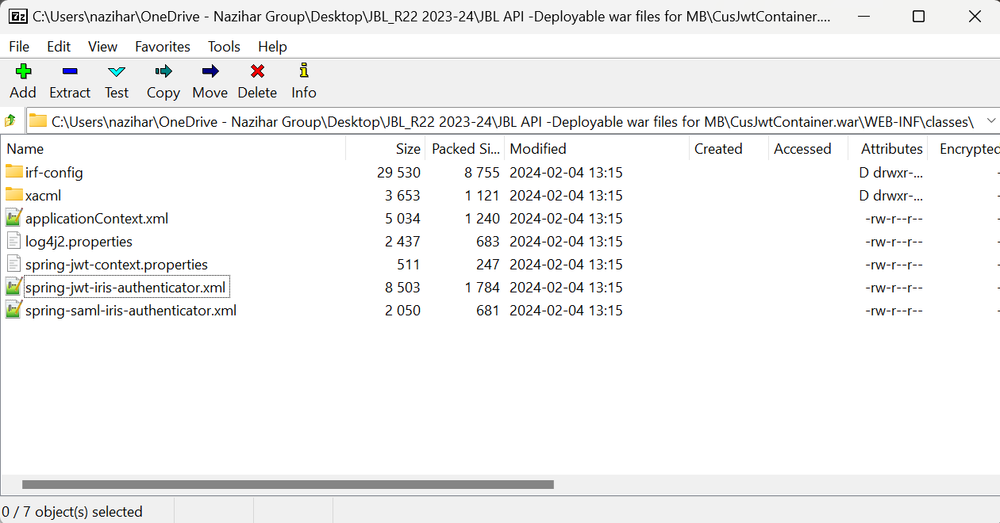 7z C:\Users\nazihar\OneDrive - Nazihar Group\Desktop\JBL_R22 2023-24\JBL API -Deployable war files for MB\CusJwtContainer....
File Edit View Favorites Tools Help
Add Extract Test Copy Move Delete Info
C:\Users\nazihar\OneDrive - Nazihar Group\Desktop\JBL_R22 2023-24\JBL API -Deployable war files for MB\CusJwtContainer.war\WEB-INF\classes\
Name Size Packed Si... Modified Created Accessed Attributes Encrypted
irf-config 29 530 8 755 2024-02-04 13:15 D drwxr-... -
xacml 3 653 1 121 2024-02-04 13:15 D drwxr-... -
applicationContext.xml 5 034 1 240 2024-02-04 13:15 -rw-r--r-- -
log4j2.properties 2 437 683 2024-02-04 13:15 -rw-r--r-- -
spring-jwt-context.properties 511 247 2024-02-04 13:15 -rw-r--r-- -
spring-jwt-iris-authenticator.xml 8 503 1 784 2024-02-04 13:15 -rw-r--r-- -
spring-saml-iris-authenticator.xml 2 050 681 2024-02-04 13:15 -rw-r--r-- -
0 / 7 object(s) selected